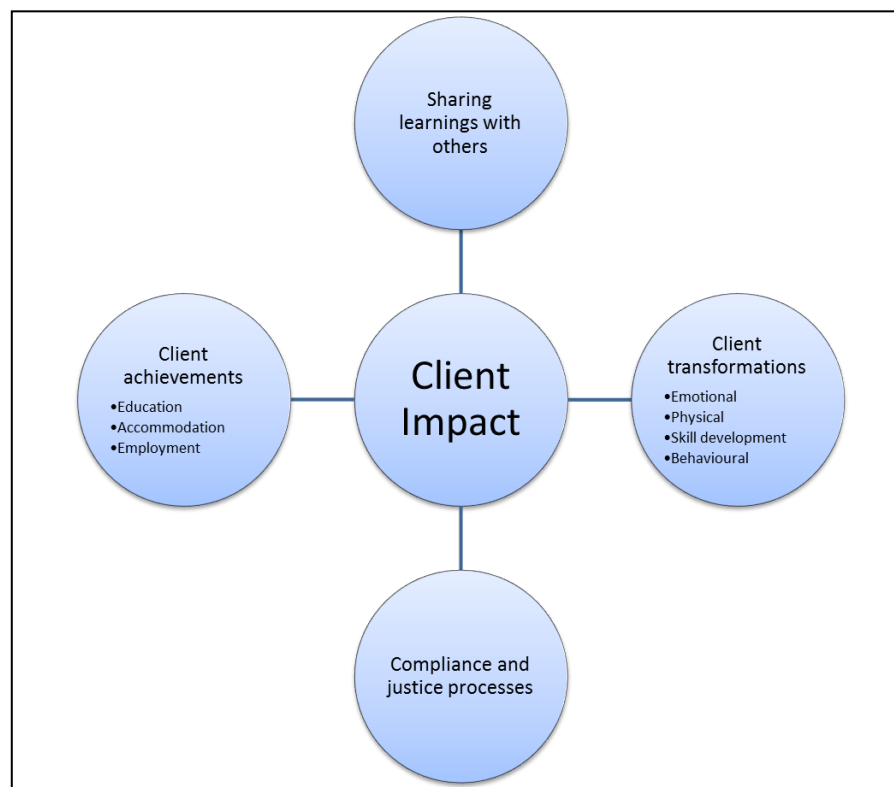 Sharing
learnings with
others
Client
achievements
•Education
•Accommodation
•Employment
Client
Impact
Client
transformations
•Emotional
•Physical
•Skill development
•Behavioural
Compliance and
justice processes